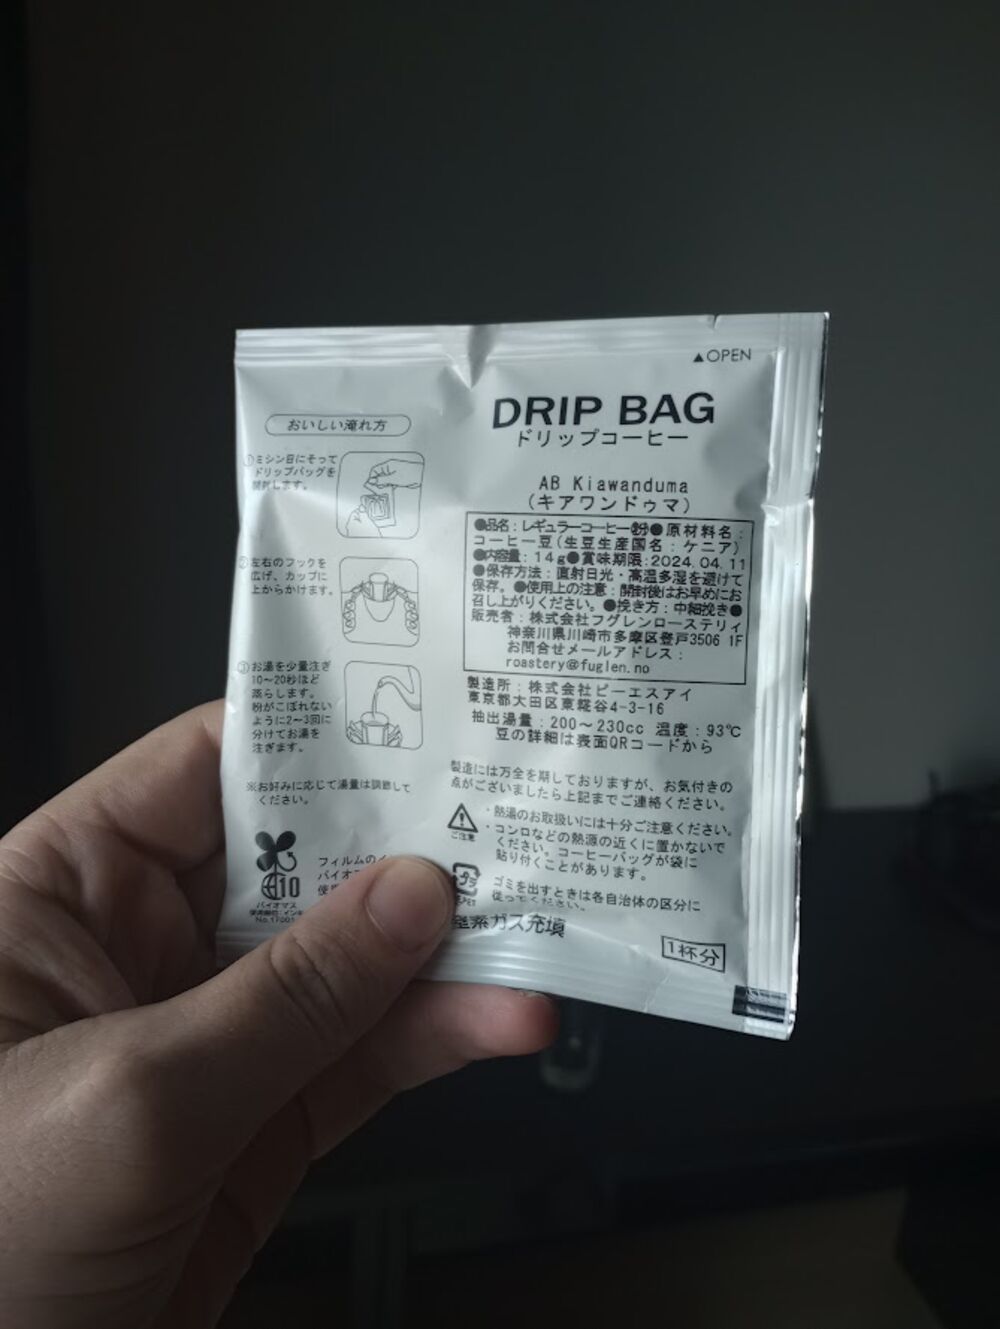 ▲OPEN
DRIP BAG
ドリップコーヒー
AB Kiawanduma
(キアワンドゥマ)
●品名：レギュラーコーヒー(粉)●原材料名：
コーヒー豆(生豆生産国名：ケニア)
●内容量：14g●賞味期限:2024.04.11
●保存方法：直射日光・高温多湿を避けて
保存。●使用上の注意：開封後はお早めにお
召し上がりください。●挽き方：中細挽き●
販売者：株式会社フグレンローステリィ
神奈川県川崎市多摩区登戸3506 1F
お問合せメールアドレス：
roastery@fuglen.no
製造所：株式会社ピーエスアイ
東京都大田区東糀谷4-3-16
抽出湯量：200～230cc 温度：93℃
豆の詳細は表面QRコードから
製造には万全を期しておりますが、お気付きの
点がございましたら上記までご連絡ください。
ご注意
・熱湯のお取扱いには十分ご注意ください。
・コンロなどの熱源の近くに置かないで
ください。コーヒーバッグが袋に
貼り付くことがあります。
プラ
ゴミを出すときは各自治体の区分に
従ってください。
素ガス充填
1杯分
おいしい淹れ方
①ミシン目にそって
ドリップバッグを
開封します。
②左右のフックを
広げ、カップに
上からかけます。
③お湯を少量注ぎ
10～20秒ほど
蒸らします。
粉がこぼれない
ように2～3回に
分けてお湯を
注ぎます。
※お好みに応じて湯量は調節して
ください。
10
バイオマス
フィルムの
バイオ
使